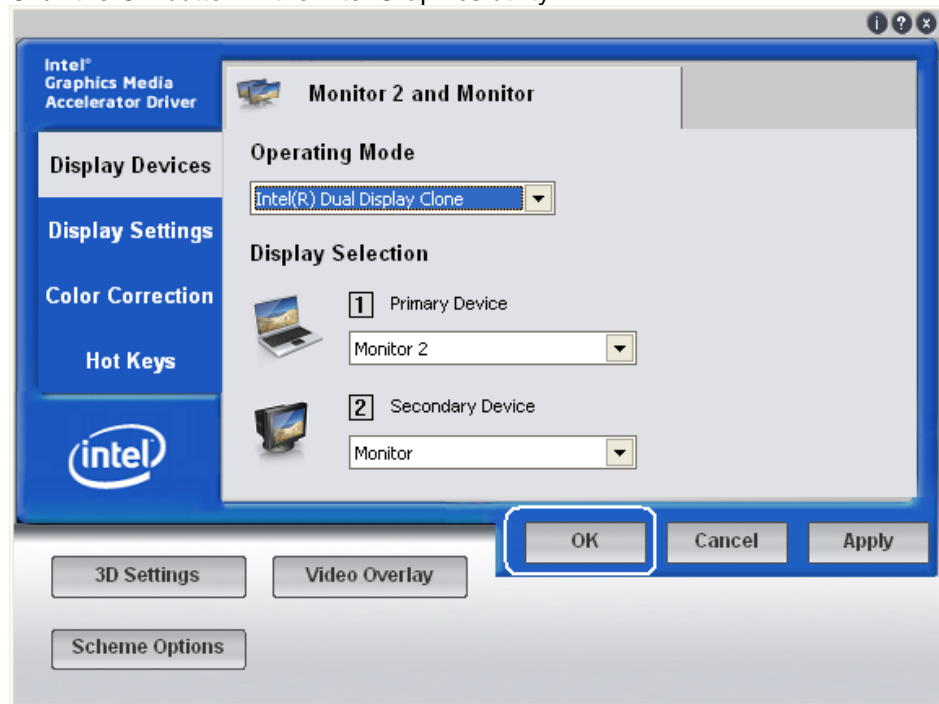 i ? x
Intel®
Graphics Media
Accelerator Driver
Monitor 2 and Monitor
Display Devices
Operating Mode
Intel(R) Dual Display Clone
Display Settings
Display Selection
Color Correction
1 Primary Device
Monitor 2
Hot Keys
2 Secondary Device
Monitor
intel
OK Cancel Apply
3D Settings Video Overlay
Scheme Options